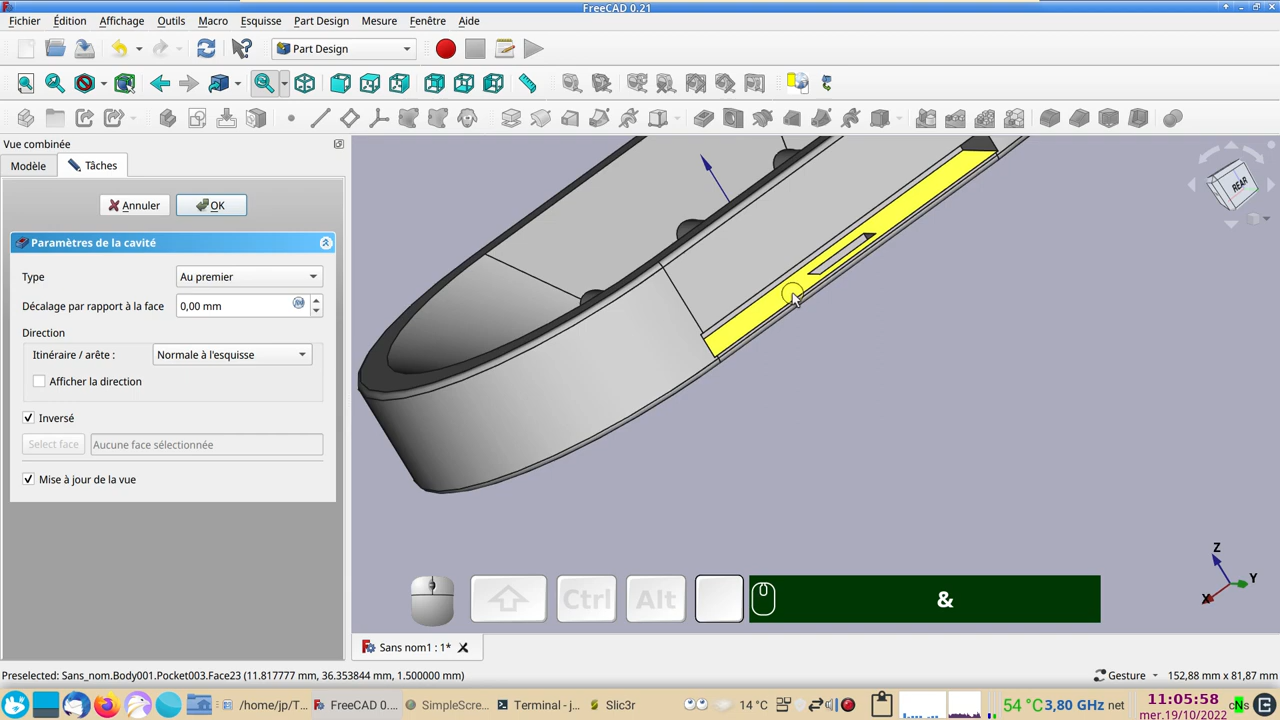 FreeCAD 0.21
Fichier Édition Affichage Outils Macro Esquisse Part Design Mesure Fenêtre Aide
Part Design
Vue combinée
Modèle Tâches
Annuler OK
Paramètres de la cavité
Type Au premier
Décalage par rapport à la face 0,00 mm
Direction
Itinéraire / arête : Normale à l'esquisse
Afficher la direction
Inversé
Select face Aucune face sélectionnée
Mise à jour de la vue
REAR
Z
Y
X
Ctrl Alt &
Sans nom1 : 1*
Preselected: Sans_nom.Body001.Pocket003.Face23 (11.817777 mm, 36.353844 mm, 1.500000 mm) Gesture 152,88 mm x 81,87 mm
/home/jp/T... FreeCAD 0.... SimpleScre... Terminal - j... Slic3r 14 °C 54 °C 3,80 GHz net 11:05:58
mer.19/10/2022
cNs